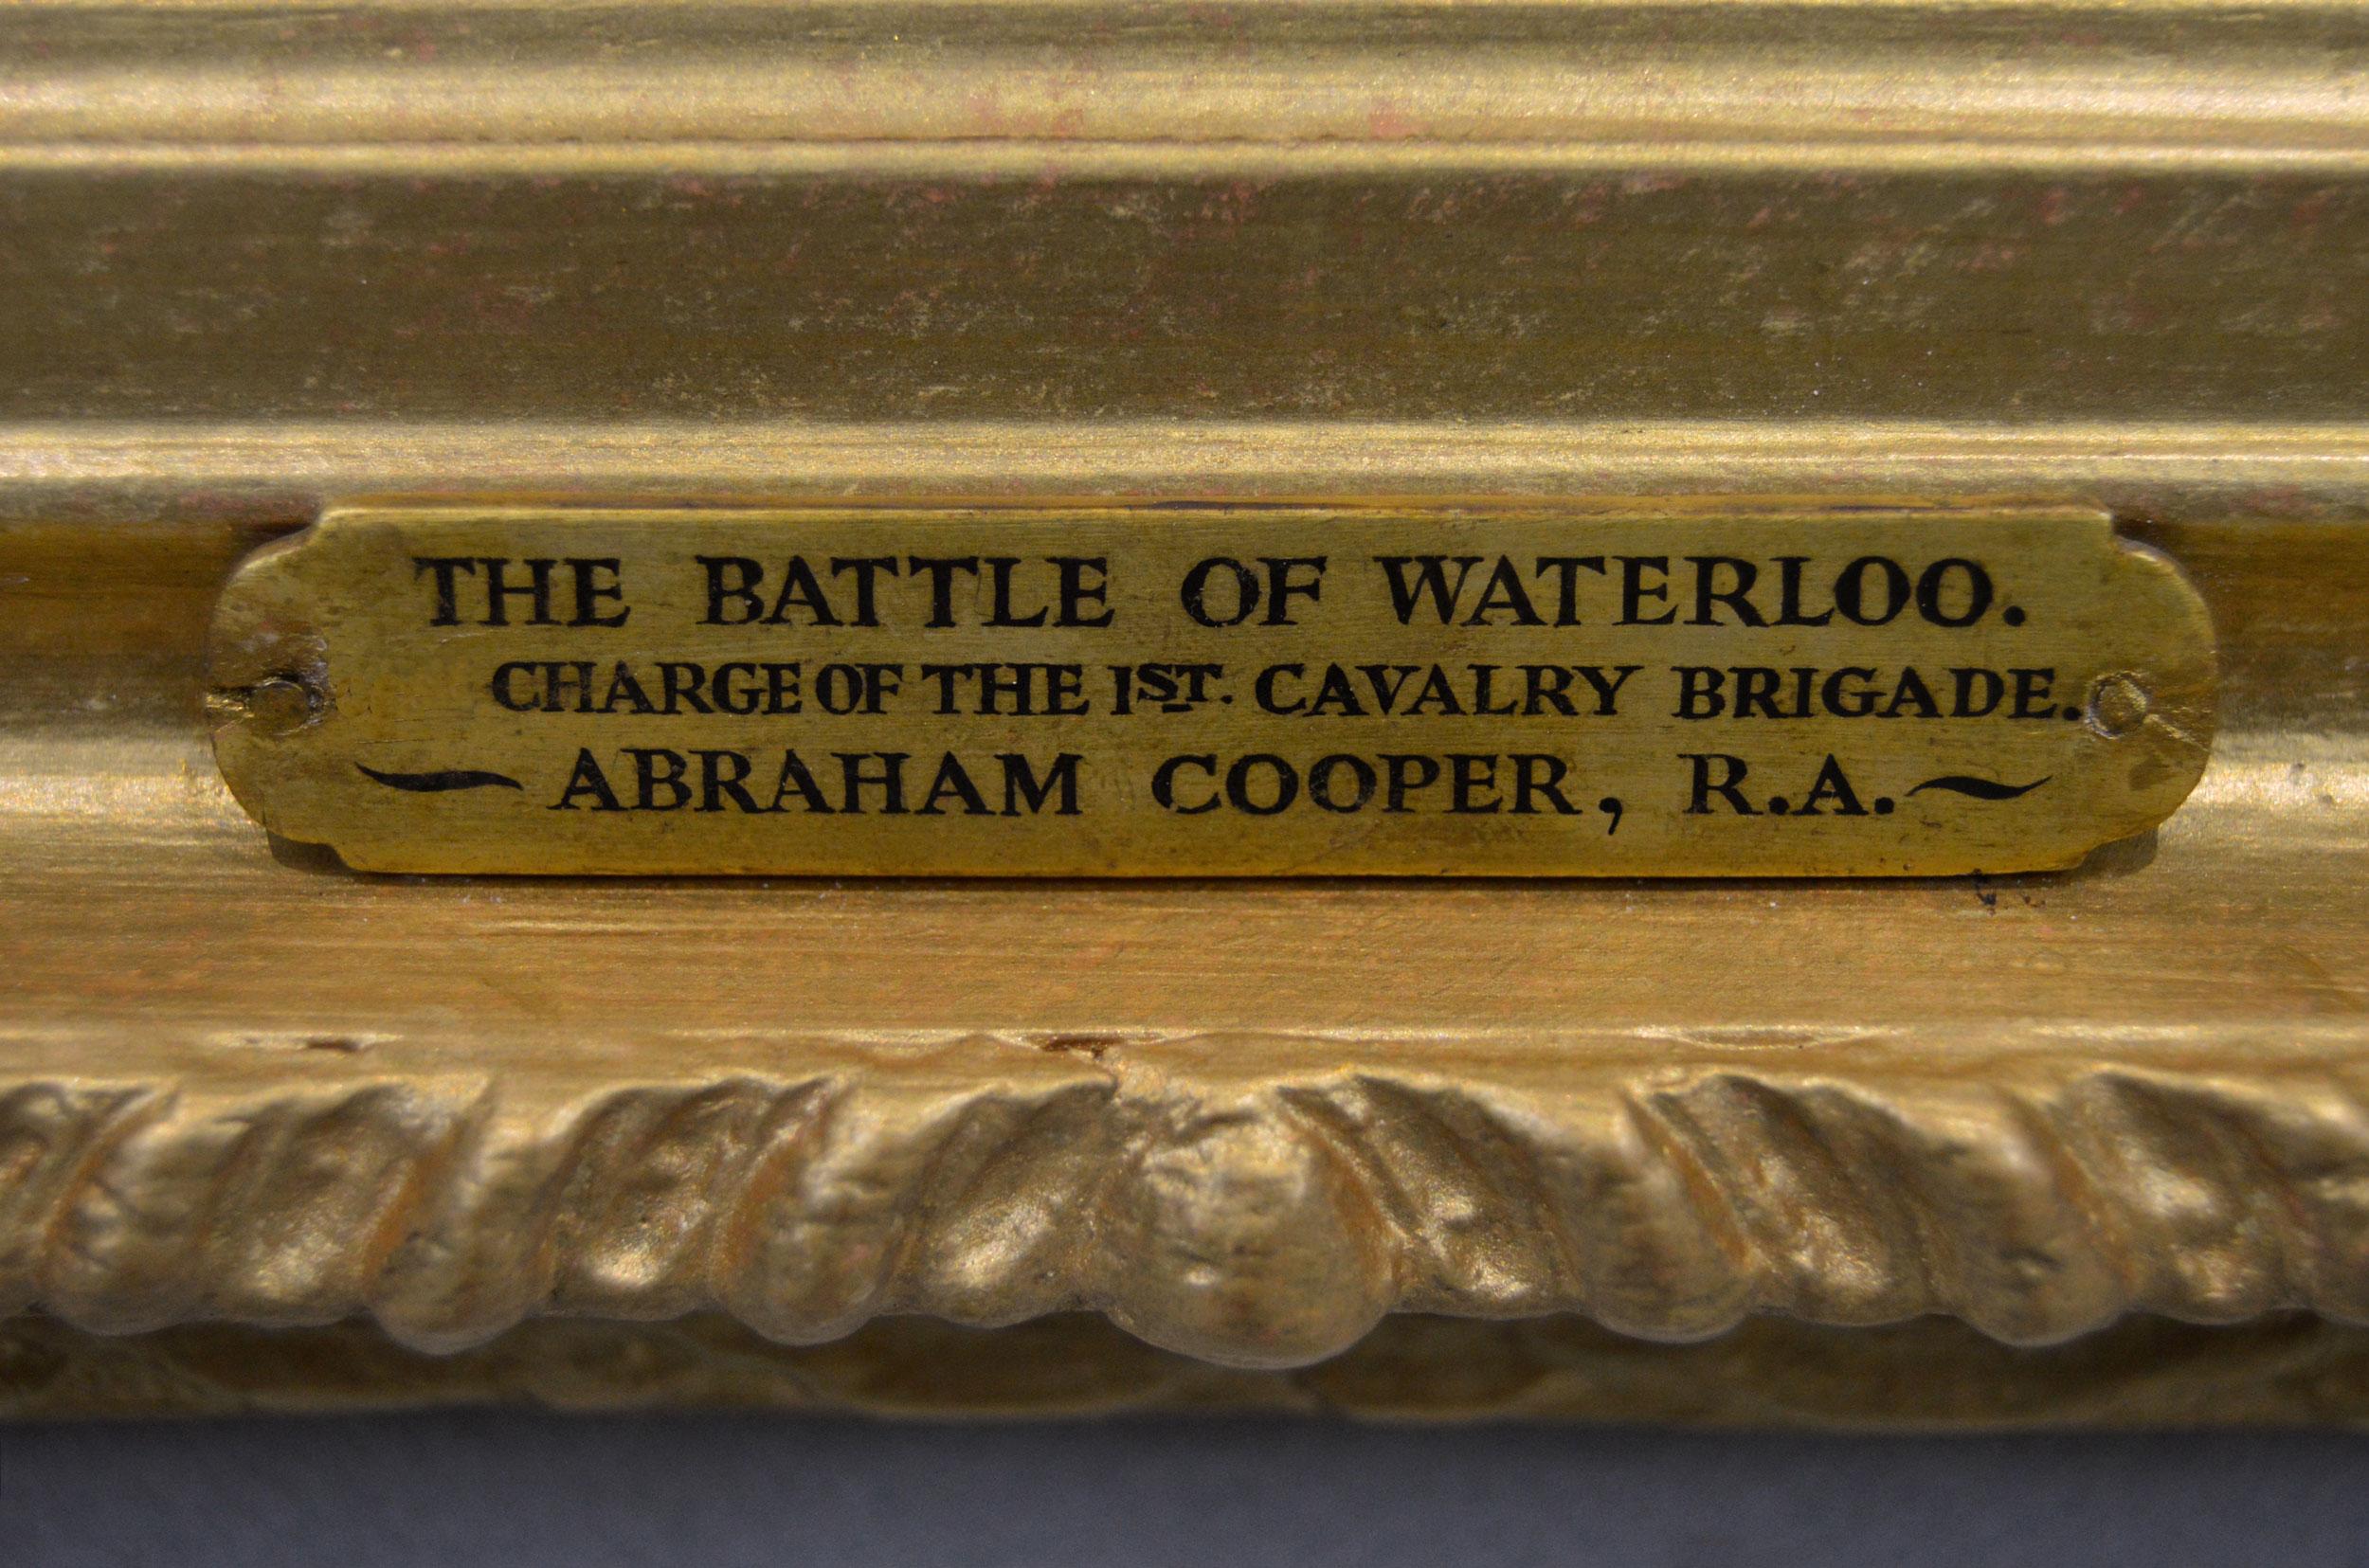 THE BATTLE OF WATERLOO.
CHARGE OF THE 1ST. CAVALRY BRIGADE.
~ ABRAHAM COOPER, R.A. ~